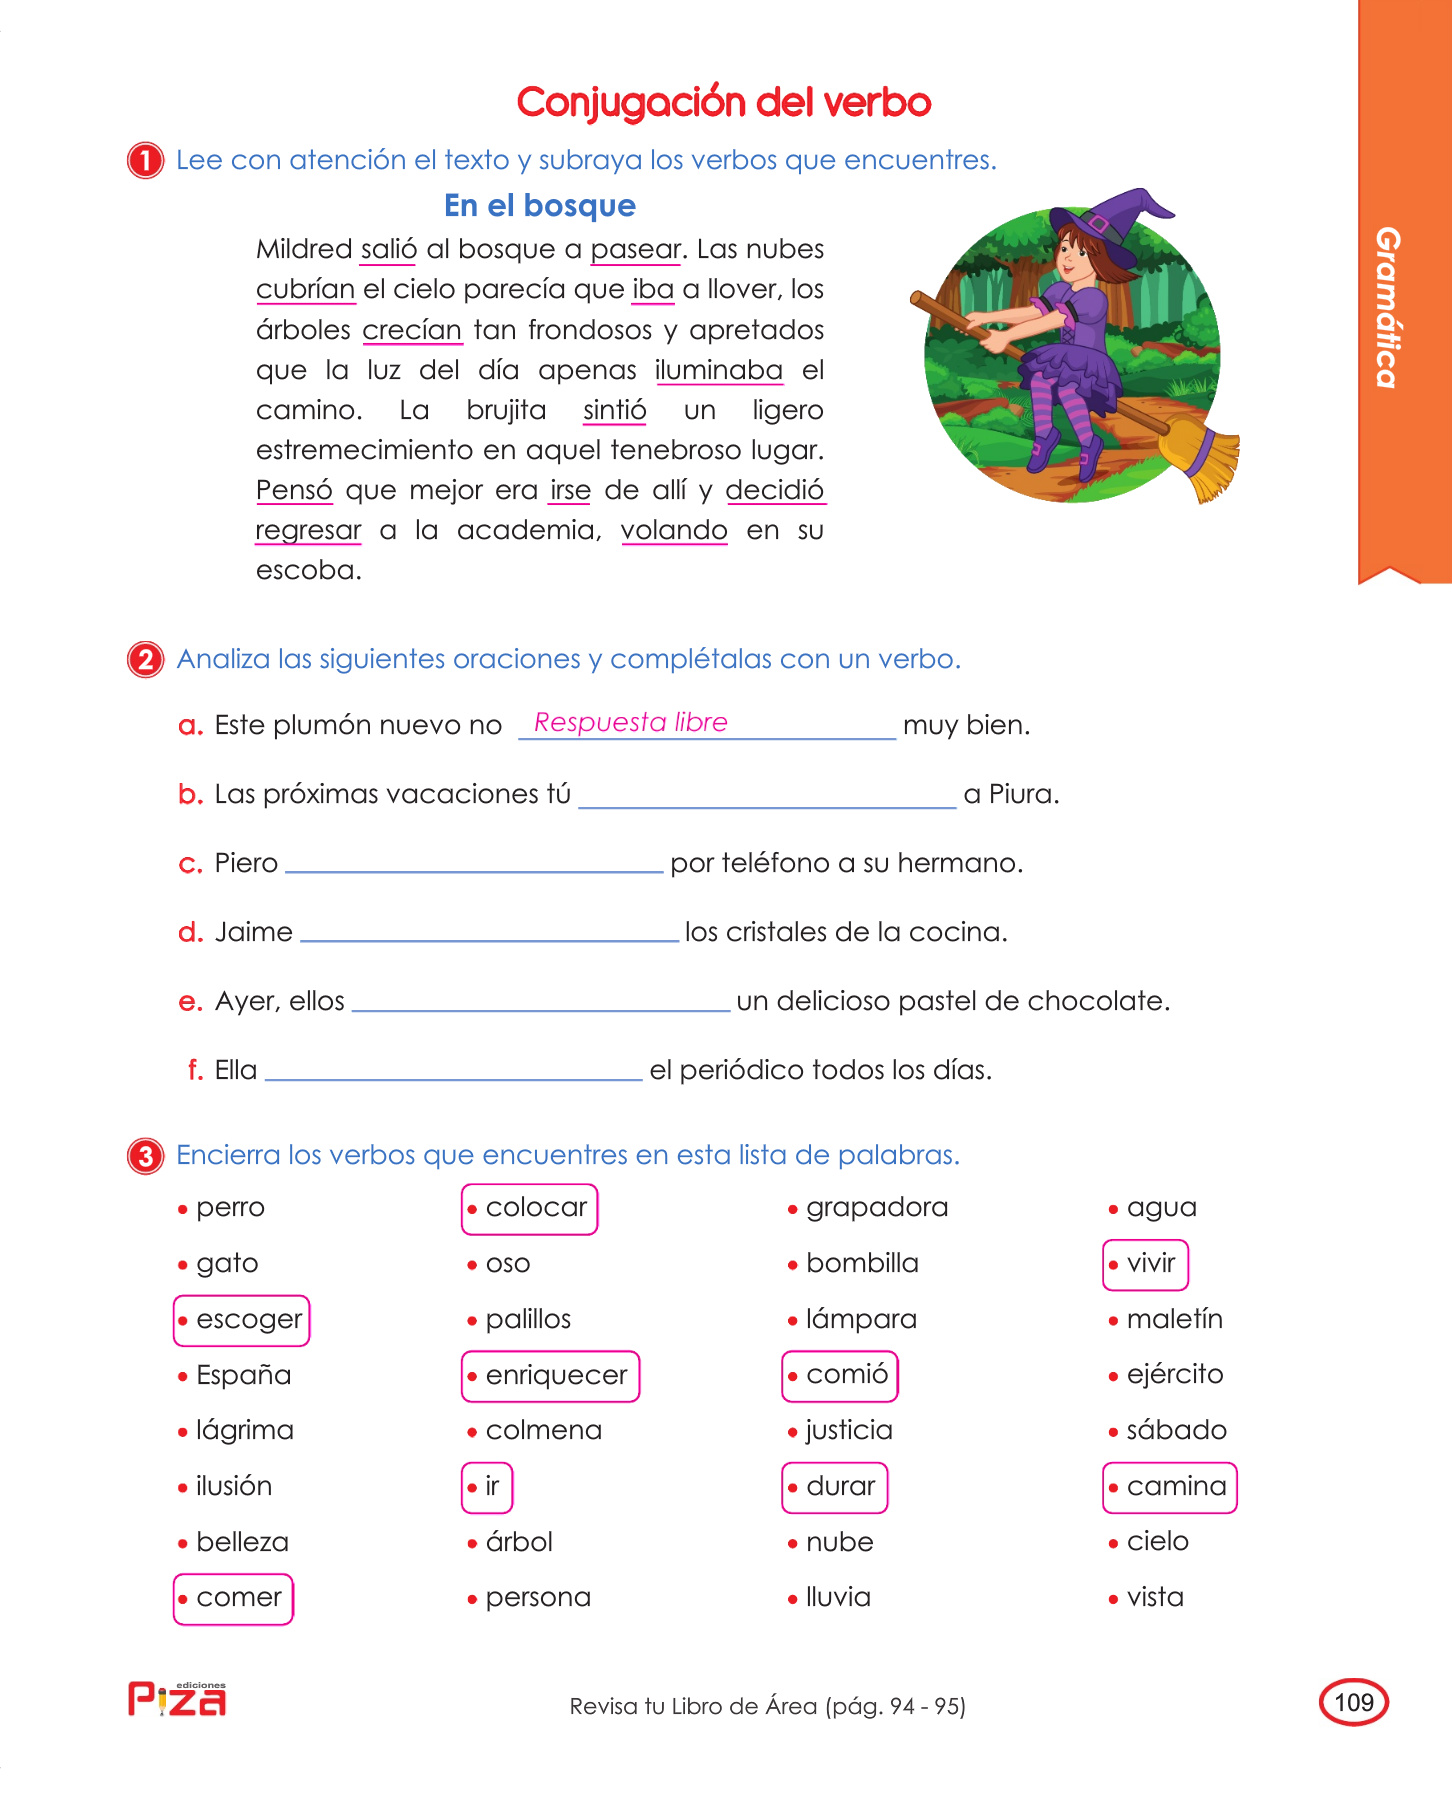 Conjugación del verbo
1 Lee con atención el texto y subraya los verbos que encuentres.
En el bosque
Mildred salió al bosque a pasear. Las nubes
cubrían el cielo parecía que iba a llover, los
árboles crecían tan frondosos y apretados
que la luz del día apenas iluminaba el
camino. La brujita sintió un ligero
estremecimiento en aquel tenebroso lugar.
Pensó que mejor era irse de allí y decidió
regresar a la academia, volando en su
escoba.
Gramática
2 Analiza las siguientes oraciones y complétalas con un verbo.
a. Este plumón nuevo no Respuesta libre muy bien.
b. Las próximas vacaciones tú ____ a Piura.
c. Piero ____ por teléfono a su hermano.
d. Jaime ____ los cristales de la cocina.
e. Ayer, ellos ____ un delicioso pastel de chocolate.
f. Ella ____ el periódico todos los días.
3 Encierra los verbos que encuentres en esta lista de palabras.
• perro • colocar • grapadora • agua
• gato • oso • bombilla • vivir
• escoger • palillos • lámpara • maletín
• España • enriquecer • comió • ejército
• lágrima • colmena • justicia • sábado
• ilusión • ir • durar • camina
• belleza • árbol • nube • cielo
• comer • persona • lluvia • vista
ediciones
Piza
Revisa tu Libro de Área (pág. 94 - 95)
109